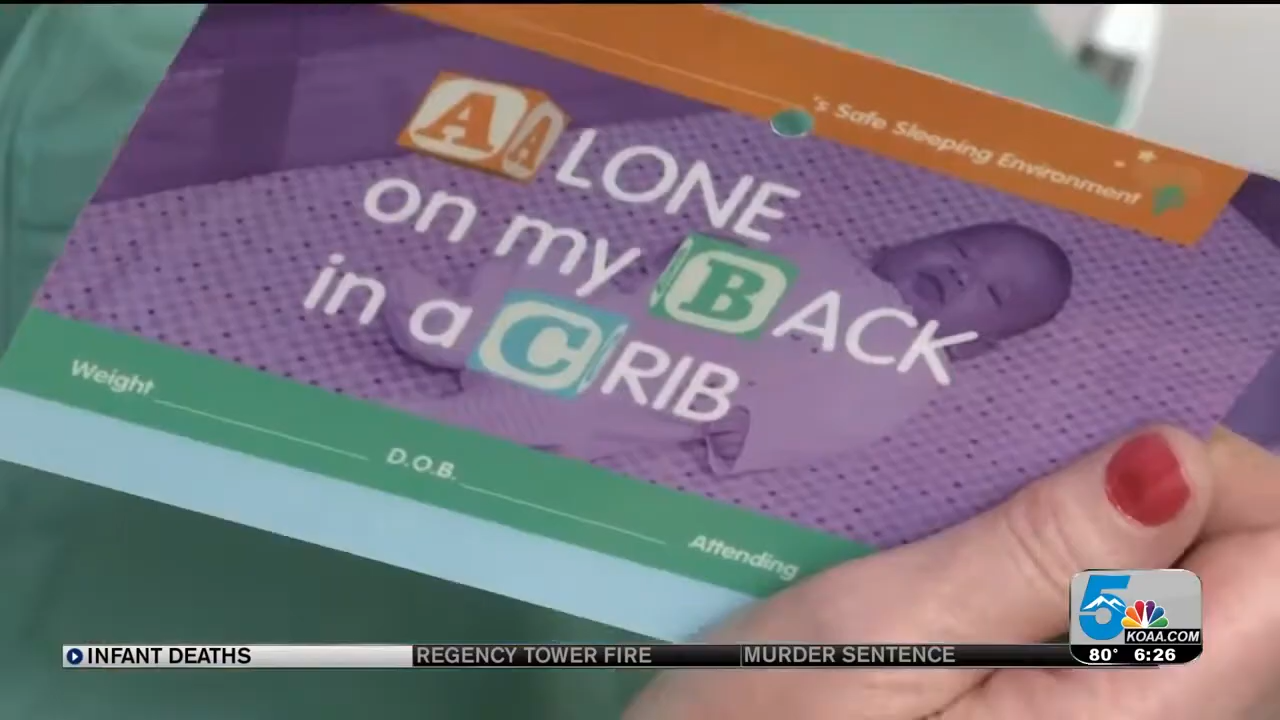 's Safe Sleeping Environment
A A LONE
on my BACK
in a CRIB
Weight
D.O.B.
Attending
5
KOAA.COM
80° 6:26
INFANT DEATHS
REGENCY TOWER FIRE
MURDER SENTENCE